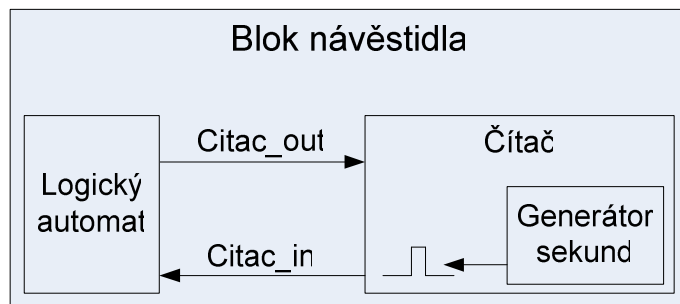 Blok návěstidla
Logický
automat
Citac_out
Čítač
Generátor
sekund
Citac_in